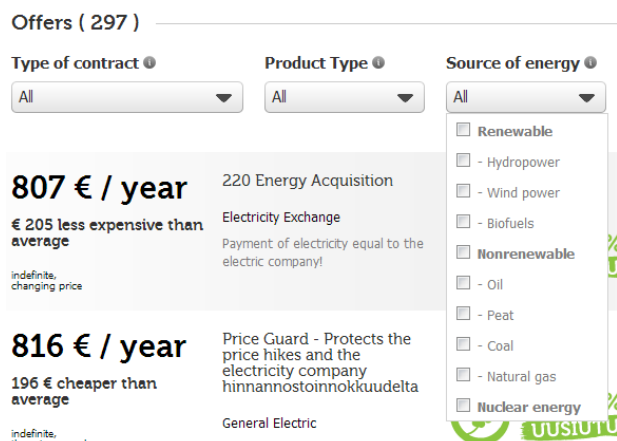 Offers ( 297 )
Type of contract
Product Type
Source of energy
All
All
All
Renewable
- Hydropower
- Wind power
- Biofuels
Nonrenewable
- Oil
- Peat
- Coal
- Natural gas
Nuclear energy
807 € / year
€ 205 less expensive than
average
indefinite,
changing price
220 Energy Acquisition
Electricity Exchange
Payment of electricity equal to the
electric company!
816 € / year
196 € cheaper than
average
indefinite,
Price Guard - Protects the
price hikes and the
electricity company
hinnannostoinnokkuudelta
General Electric